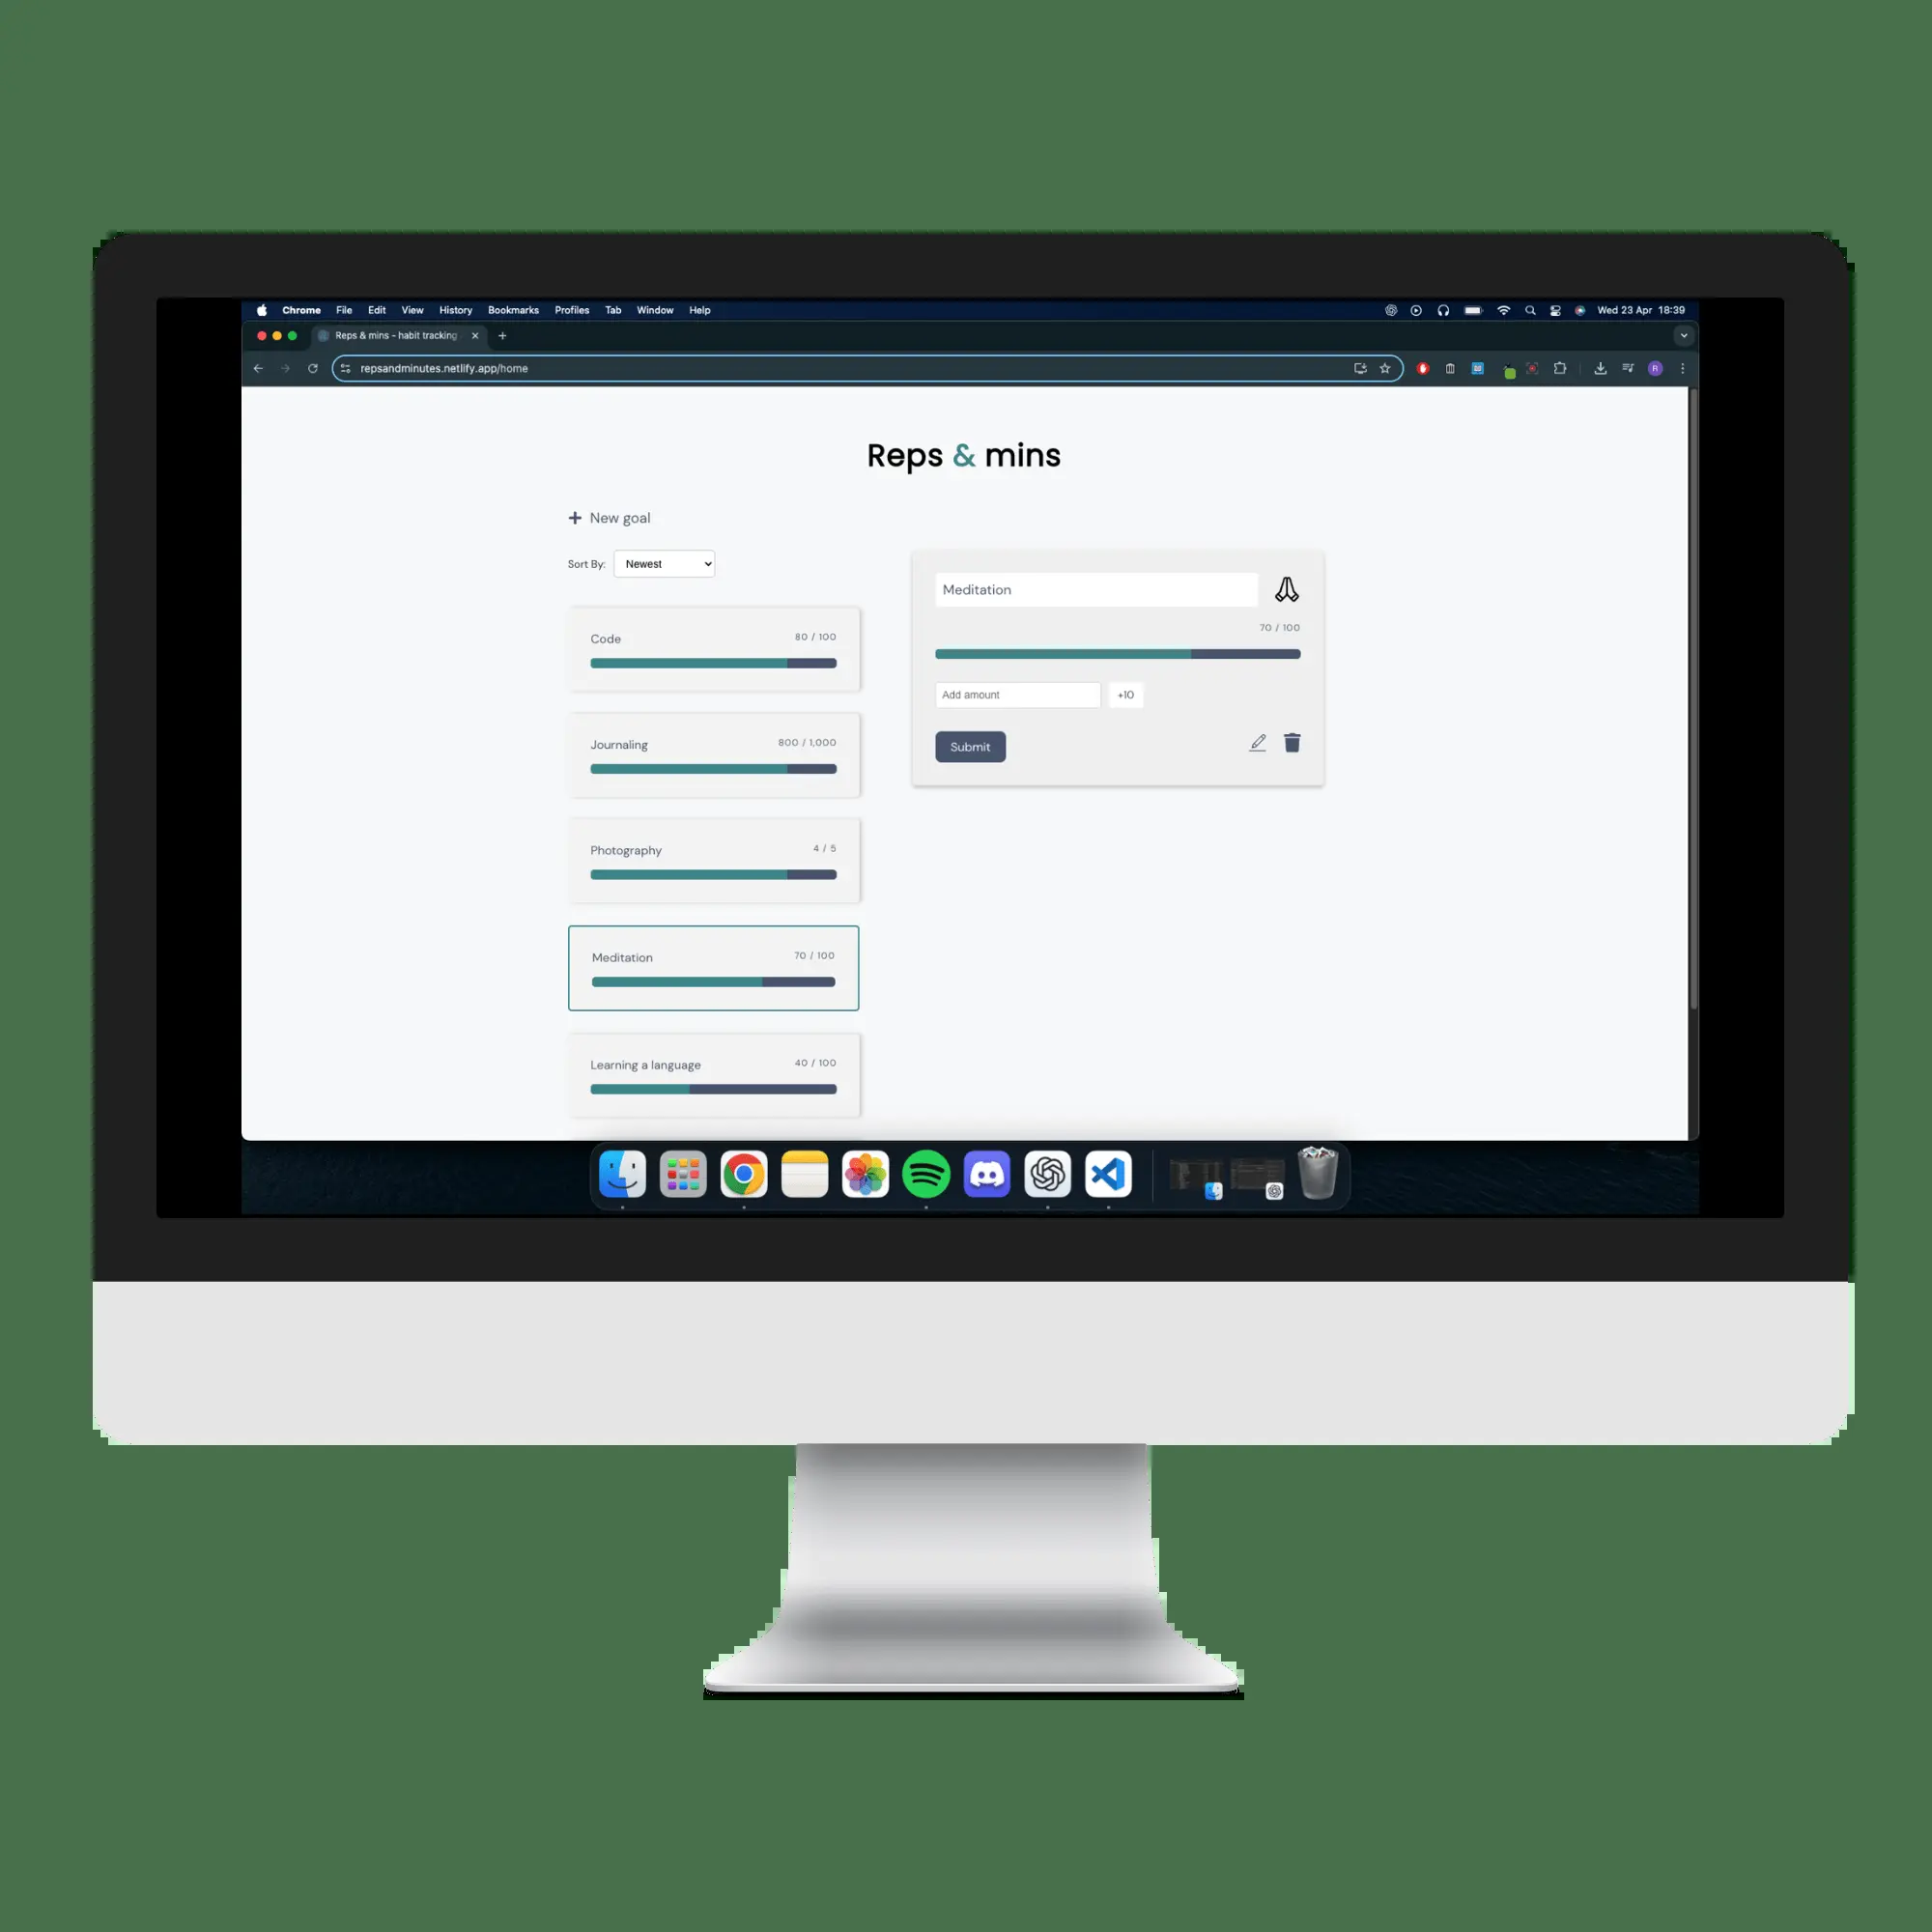 Chrome File Edit View History Bookmarks Profiles Tab Window Help Wed 23 Apr 18:39
Reps & mins - habit tracking
repsandminutes.netlify.app/home R
Reps & mins
New goal
Sort By: Newest
Code 80 / 100
Journaling 800 / 1,000
Photography 4 / 5
Meditation 70 / 100
Learning a language 40 / 100
Meditation
70 / 100
Add amount +10
Submit